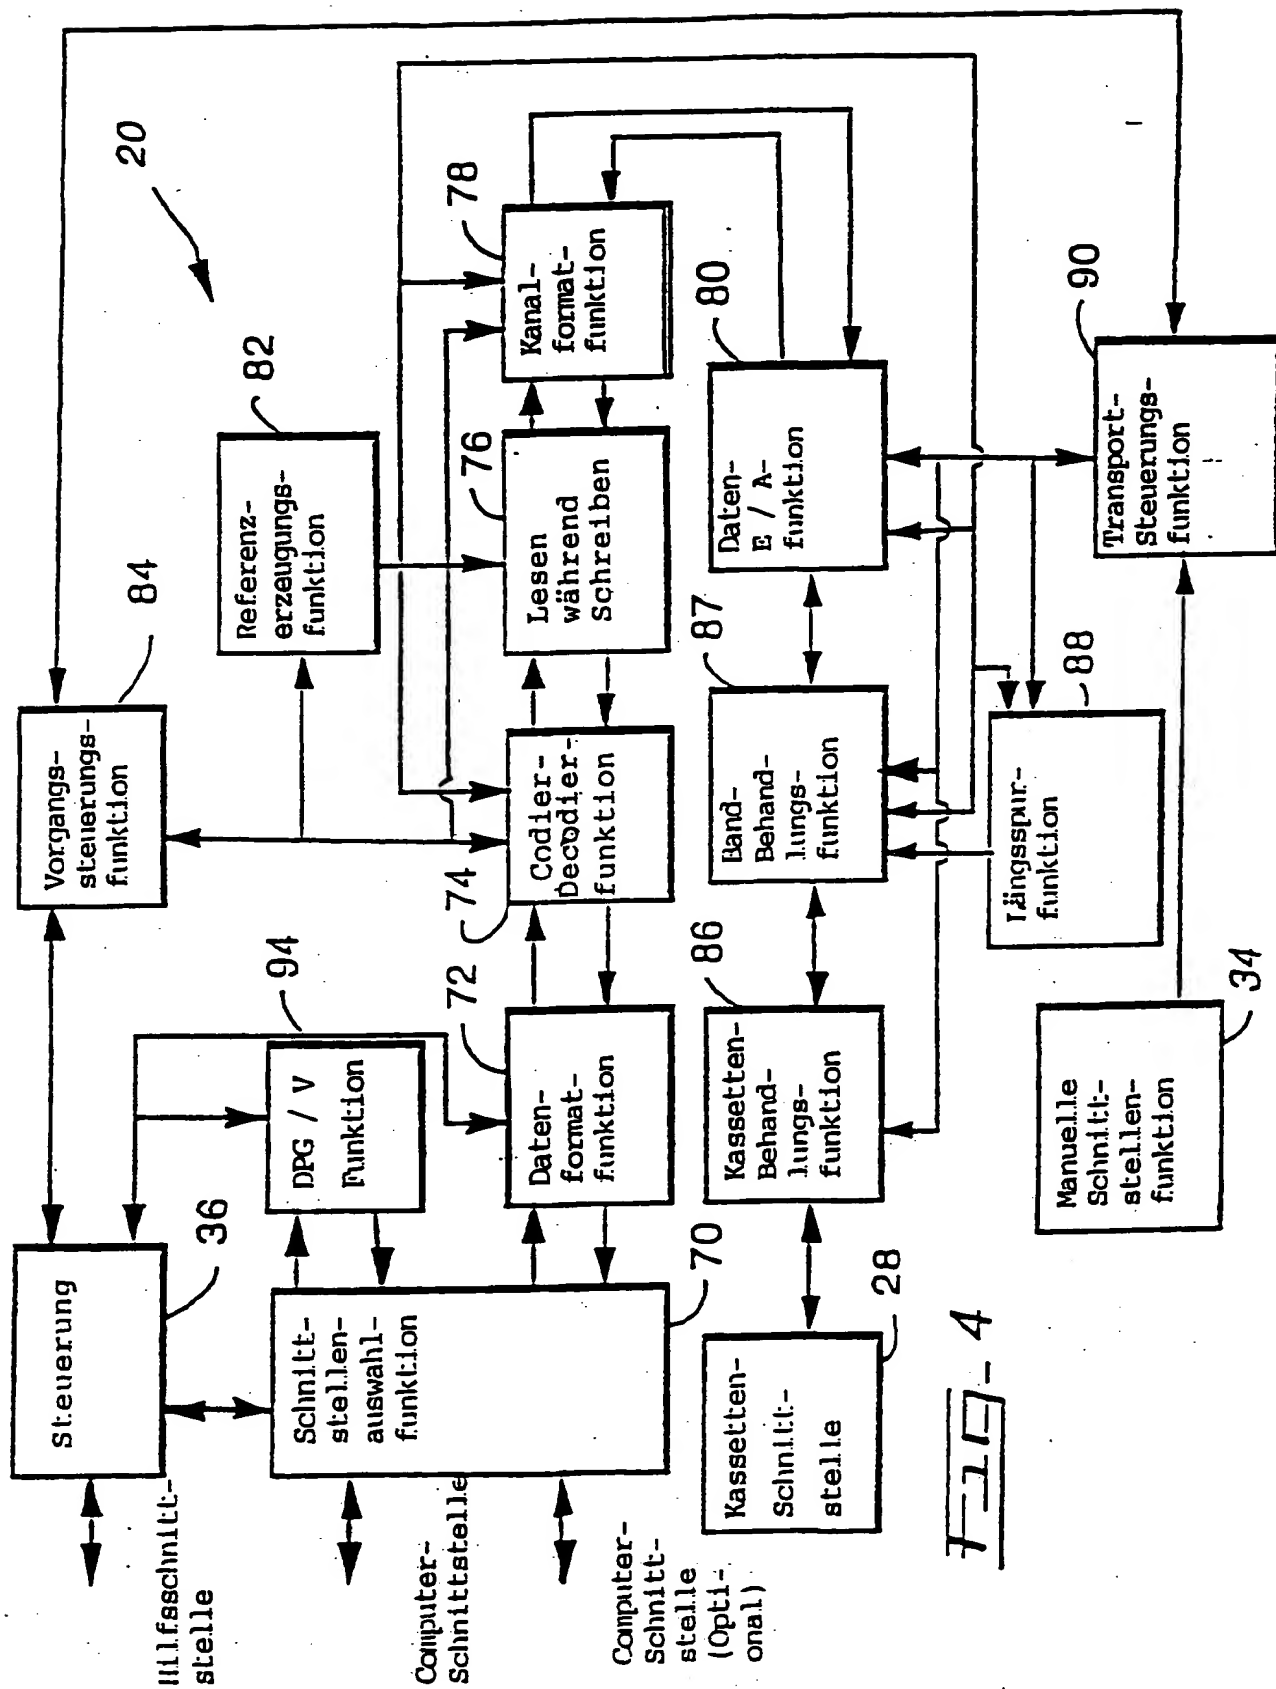 20
Steuerung
36
Vorgangs-
steuerungs-
funktion
84
Hilfsschnitt-
stelle
Referenz-
erzeugungs-
funktion
82
DPG / V
Funktion
94
Schnitt-
stellen-
auswahl-
funktion
70
Computer-
Schnittstelle
Computer-
Schnitt-
stelle
(Opti-
onal)
Daten-
format-
funktion
72
Codier-
Decodier-
funktion
74
Lesen
während
Schreiben
76
Kanal-
format-
funktion
78
Kassetten-
Schnitt-
stelle
28
Kassetten-
Behand-
lungs-
funktion
86
Band-
Behand-
lungs-
funktion
87
Daten-
E / A-
funktion
80
Längsspur-
funktion
88
Manuelle
Schnitt-
stellen-
funktion
34
Transport-
Steuerungs-
funktion
90
FIG- 4